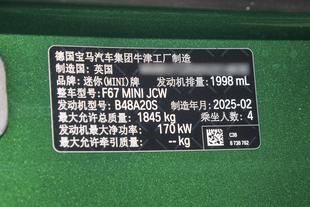 德国宝马汽车集团牛津工厂制造
制造国：英国
品牌：迷你(MINI)牌 发动机排量：1998 mL
整车型号：F67 MINI JCW
发动机型号：B48A20S 制造年月：2025-02
最大允许总质量：1845 kg 乘坐人数：4
发动机最大净功率：170 kW
最大允许牵引质量：-- kg
C38
8 738 762